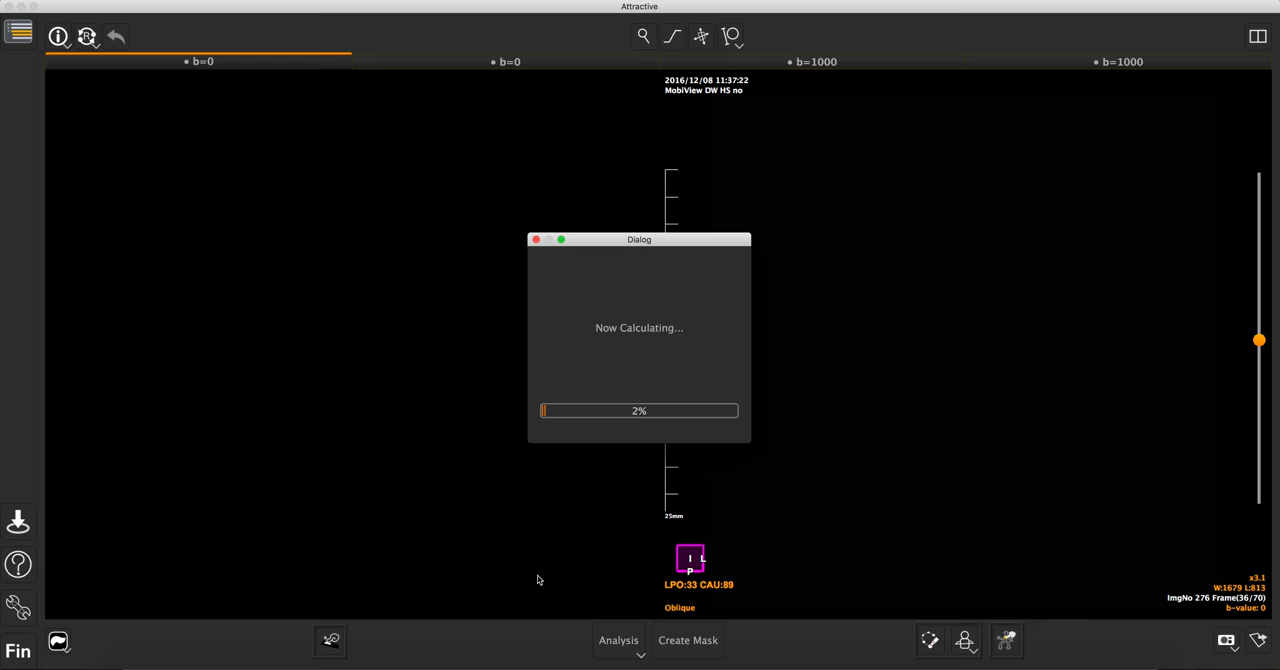 Attractive
b=0
b=0
b=1000
b=1000
2016/12/08 11:37:22
MobiView DW HS no
Dialog
Now Calculating...
2%
25mm
I L
P
LPO:33 CAU:89
Oblique
x3.1
W:1679 L:813
ImgNo 276 Frame(36/70)
b-value: 0
Fin
Analysis
Create Mask